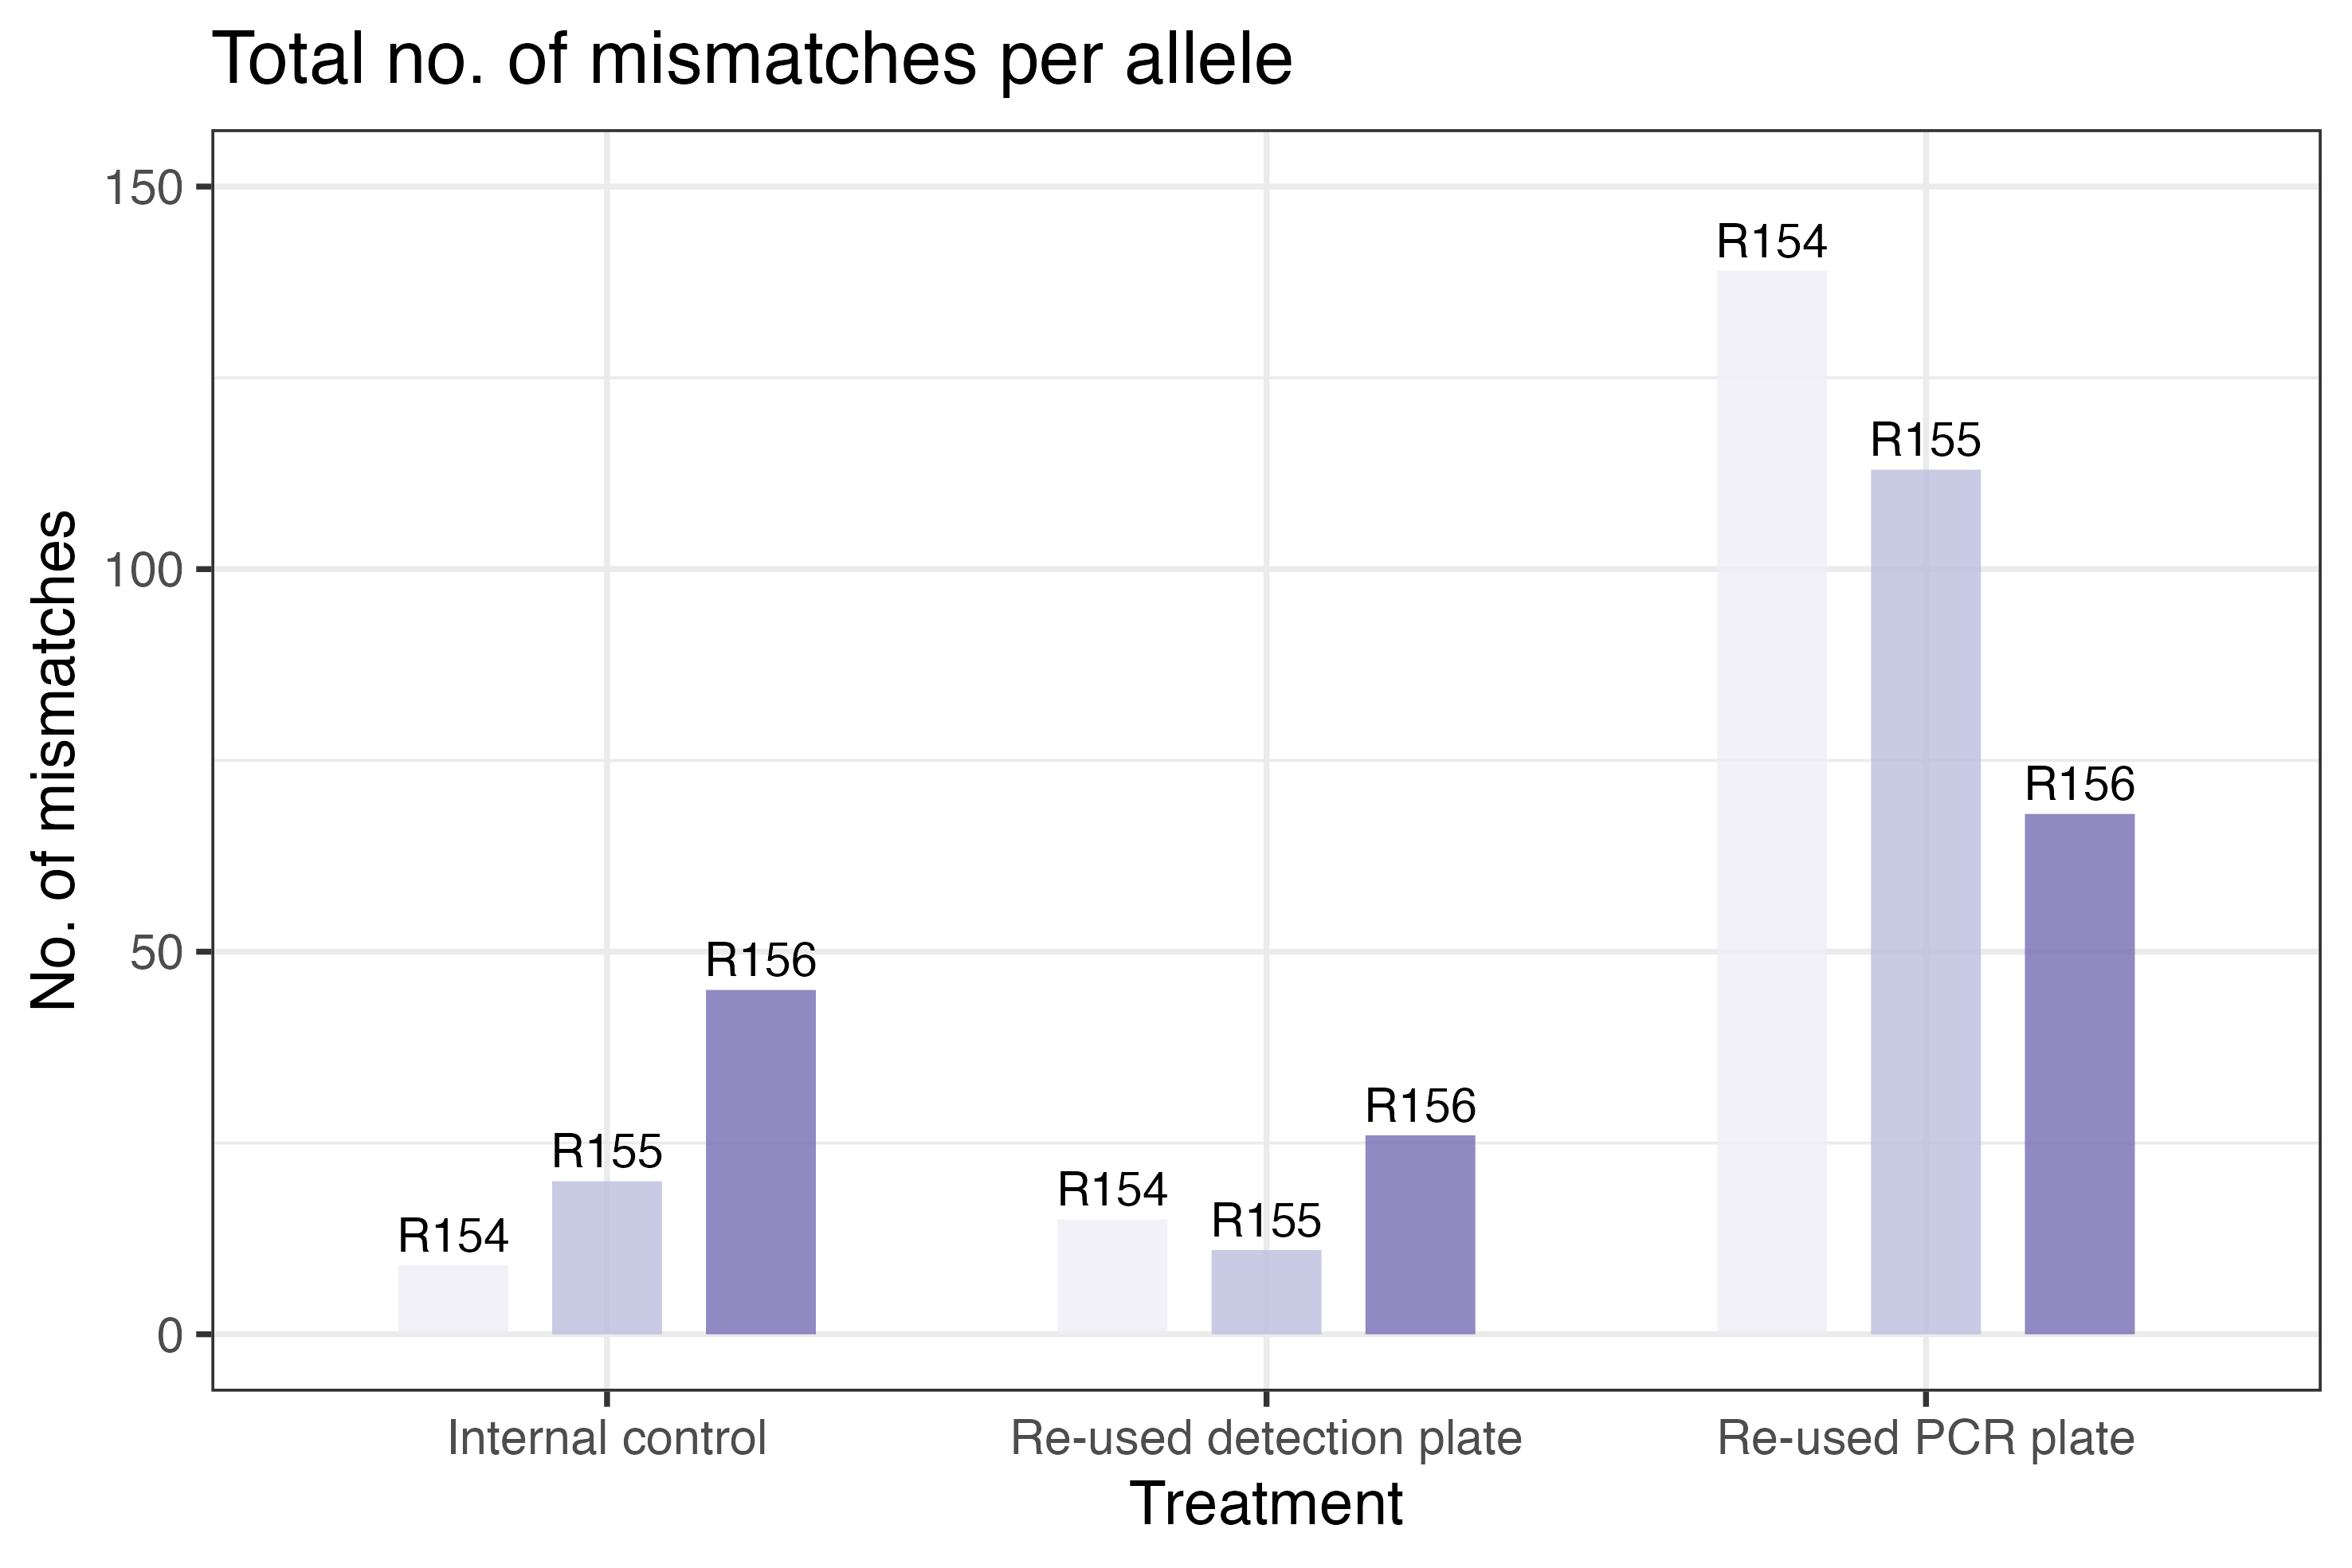 Total no. of mismatches per allele
No. of mismatches
150
100
50
0
R154
R155
R156
R154
R155
R156
R154
R155
R156
Internal control
Re-used detection plate
Re-used PCR plate
Treatment